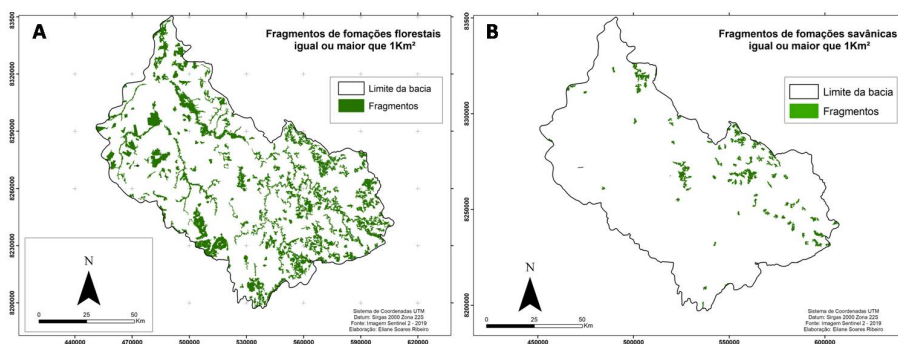 A
Fragmentos de fomações florestais
igual ou maior que 1Km²
Limite da bacia
Fragmentos
N
0 25 50
Km
Sistema de Coordenadas UTM
Datum: Sirgas 2000 Zona 22S
Fonte: Imagem Sentinel 2 - 2019
Elaboração: Eliane Soares Ribeiro
83500
8320000
8290000
8260000
8230000
8200000
440000 470000 500000 530000 560000 590000 620000
B
Fragmentos de fomações savânicas
igual ou maior que 1Km²
Limite da bacia
Fragmentos
N
0 25 50
Km
Sistema de Coordenadas UTM
Datum: Sirgas 2000 Zona 22S
Fonte: Imagem Sentinel 2 - 2019
Elaboração: Eliane Soares Ribeiro
83500
8300000
8250000
8200000
450000 500000 550000 600000